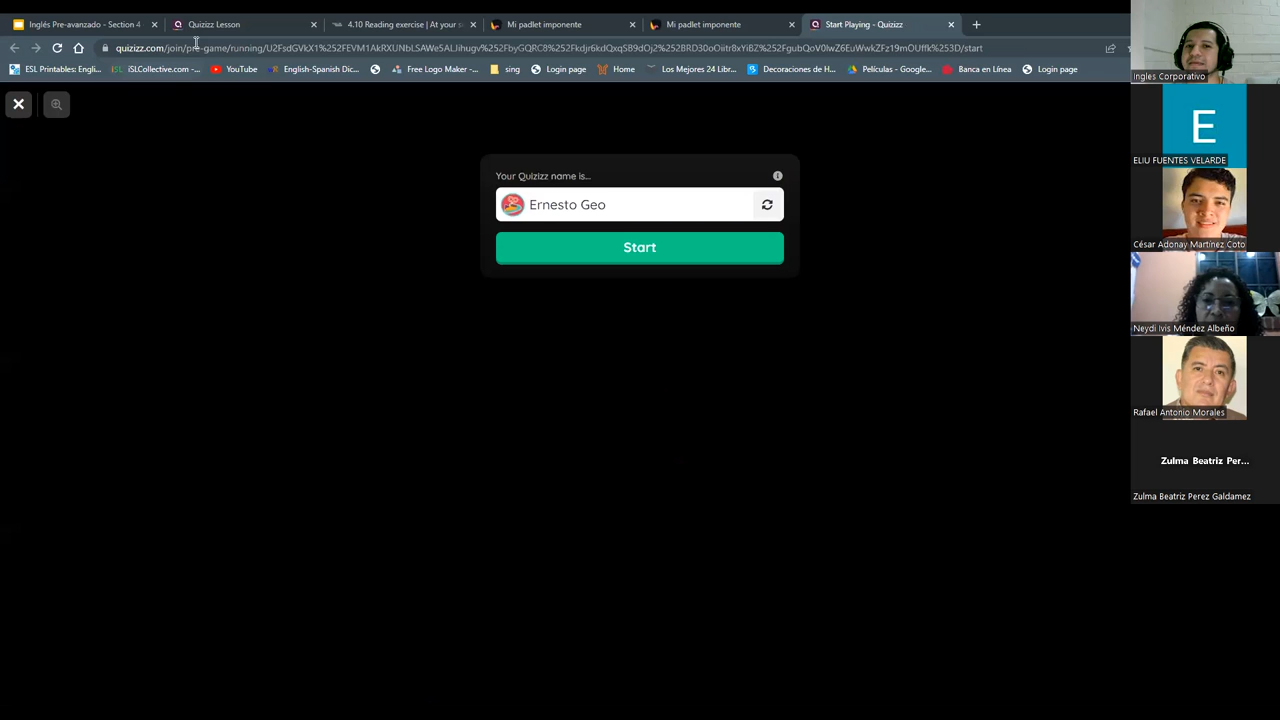 Inglés Pre-avanzado - Section 4
Quizizz Lesson
4.10 Reading exercise | At your s
Mi padlet imponente
Mi padlet imponente
Start Playing - Quizizz
ESL Printables: Engli...
iSLCollective.com -...
YouTube
English-Spanish Dic...
Free Logo Maker -...
sing
Login page
Home
Los Mejores 24 Libr...
Decoraciones de H...
Películas - Google...
Banca en Línea
Login page
Your Quizizz name is...
Ernesto Geo
Start
Ingles Corporativo
E
ELIU FUENTES VELARDE
César Adonay Martínez Coto
Neydi Ivis Méndez Albeño
Rafael Antonio Morales
Zulma Beatriz Per...
Zulma Beatriz Perez Galdamez